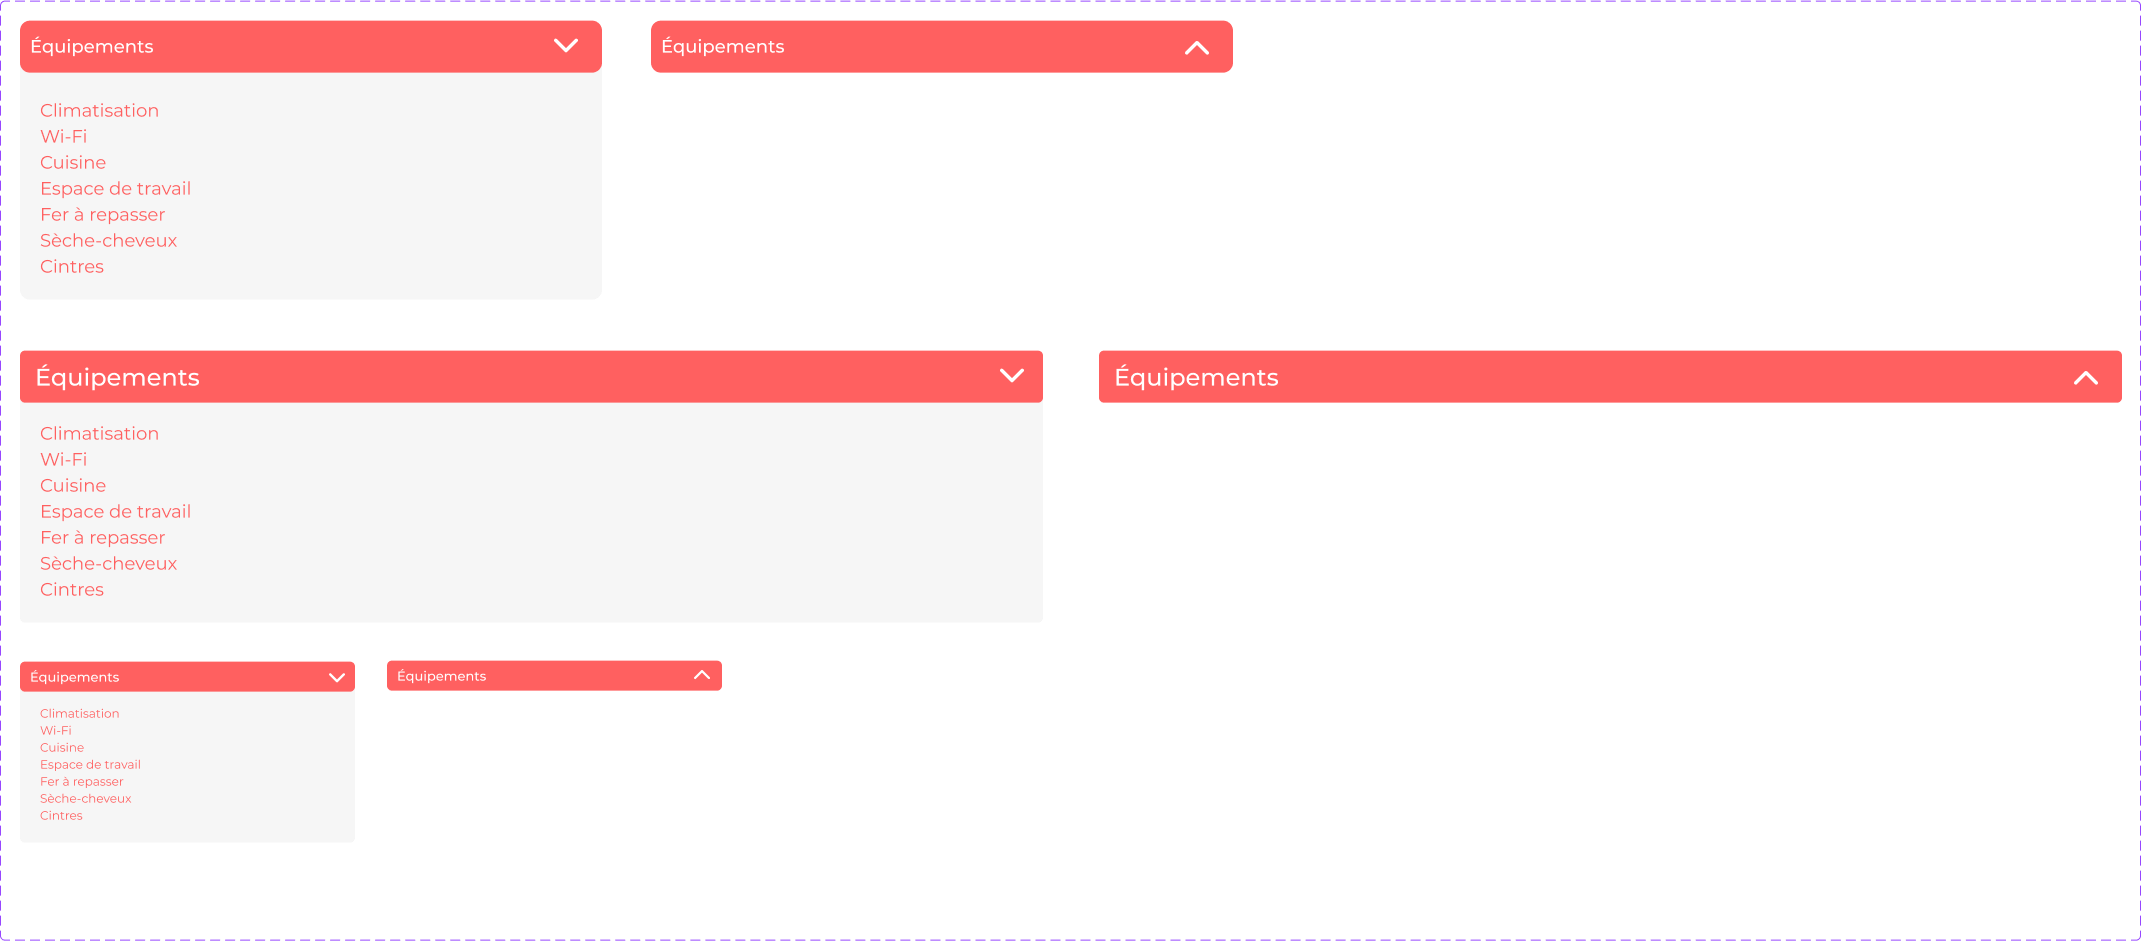 Équipements
Climatisation
Wi-Fi
Cuisine
Espace de travail
Fer à repasser
Sèche-cheveux
Cintres
Équipements
Équipements
Climatisation
Wi-Fi
Cuisine
Espace de travail
Fer à repasser
Sèche-cheveux
Cintres
Équipements
Équipements
Climatisation
Wi-Fi
Cuisine
Espace de travail
Fer à repasser
Sèche-cheveux
Cintres
Équipements